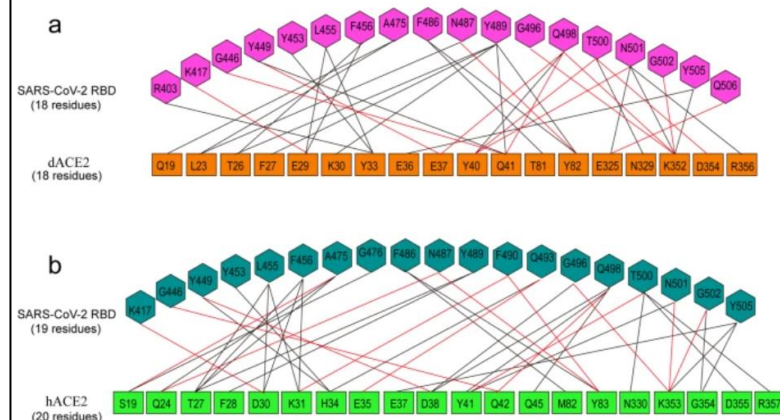 a
R403 K417 G446 Y449 Y453 L455 F456 A475 F486 N487 Y489 G496 Q498 T500 N501 G502 Y505 Q506
SARS-CoV-2 RBD
(18 residues)
dACE2
(18 residues)
Q19 L23 T26 F27 E29 K30 Y33 E36 E37 Y40 Q41 T81 Y82 E325 N329 K352 D354 R356
b
K417 G446 Y449 Y453 L455 F456 A475 G476 F486 N487 Y489 F490 Q493 G496 Q498 T500 N501 G502 Y505
SARS-CoV-2 RBD
(19 residues)
hACE2
(20 residues)
S19 Q24 T27 F28 D30 K31 H34 E35 E37 D38 Y41 Q42 Q45 M82 Y83 N330 K353 G354 D355